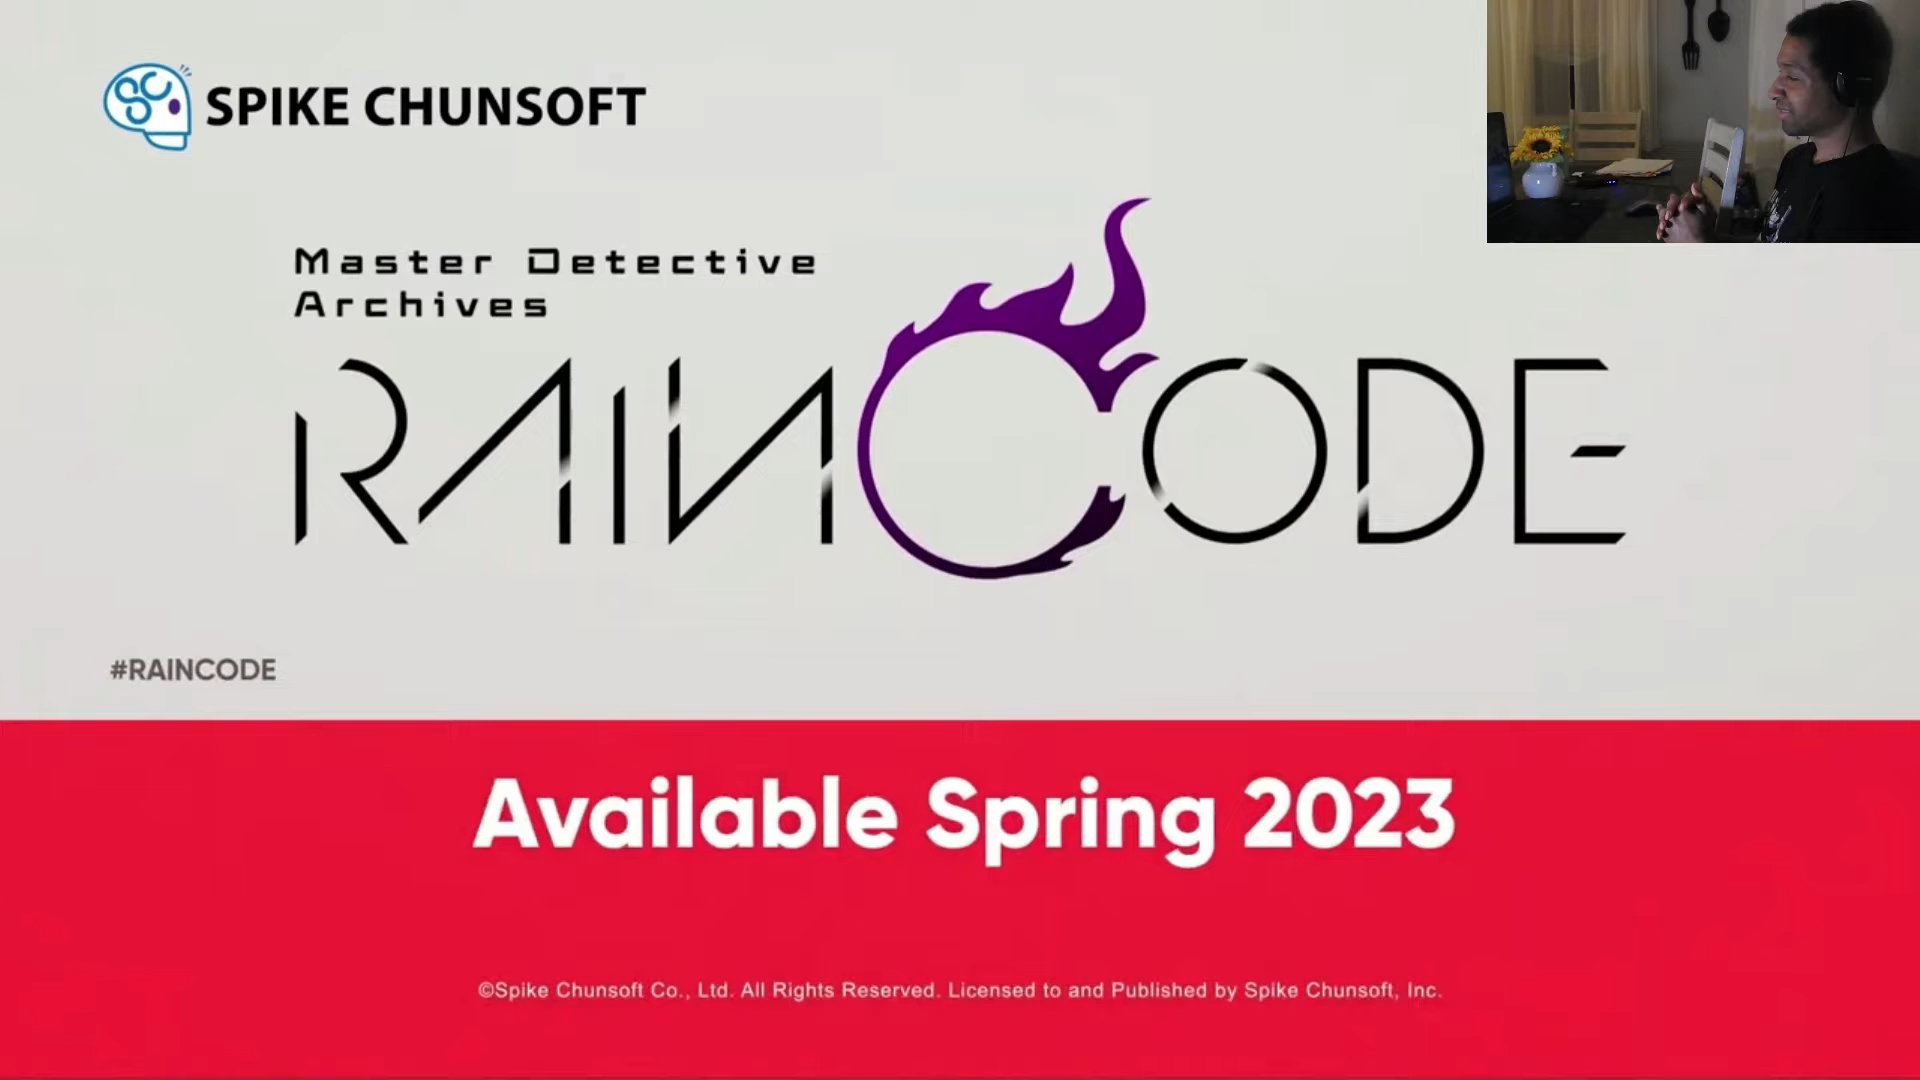 SPIKE CHUNSOFT
Master Detective
Archives
RAINCODE
#RAINCODE
Available Spring 2023
©Spike Chunsoft Co., Ltd. All Rights Reserved. Licensed to and Published by Spike Chunsoft, Inc.